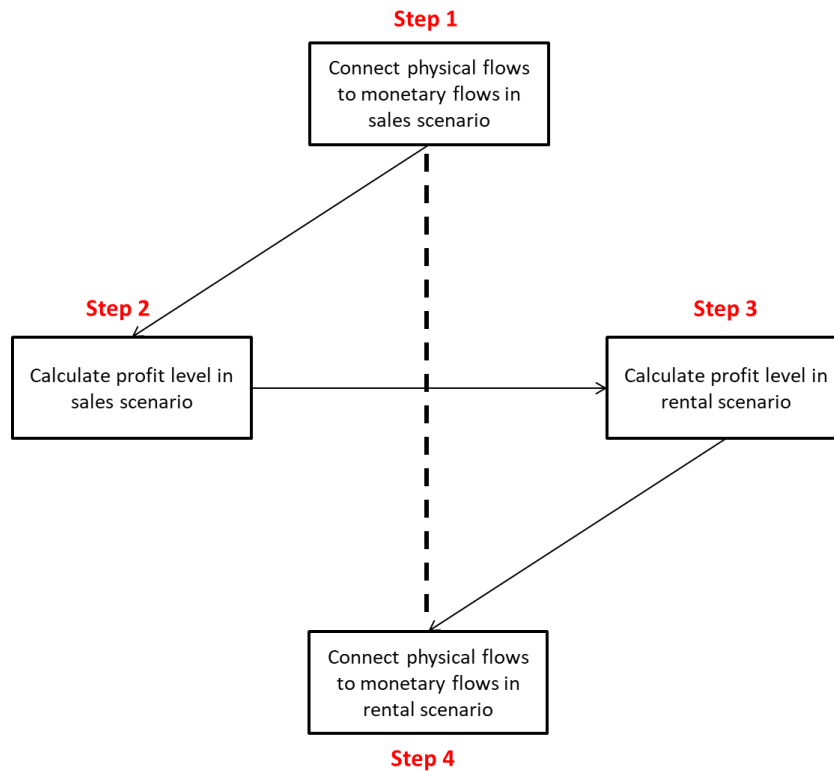 Step 1
Connect physical flows
to monetary flows in
sales scenario
Step 2
Calculate profit level in
sales scenario
Step 3
Calculate profit level in
rental scenario
Connect physical flows
to monetary flows in
rental scenario
Step 4